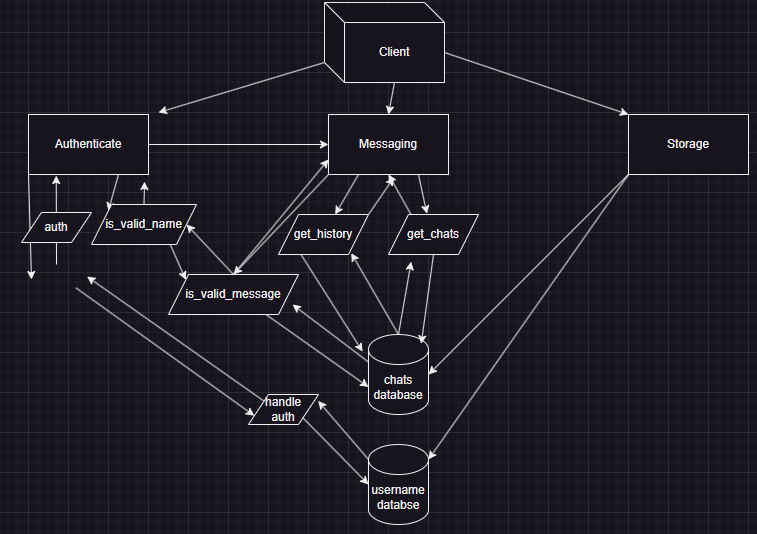 Client
Authenticate
Messaging
Storage
auth
is_valid_name
get_history
get_chats
is_valid_message
chats
database
handle
auth
username
databse